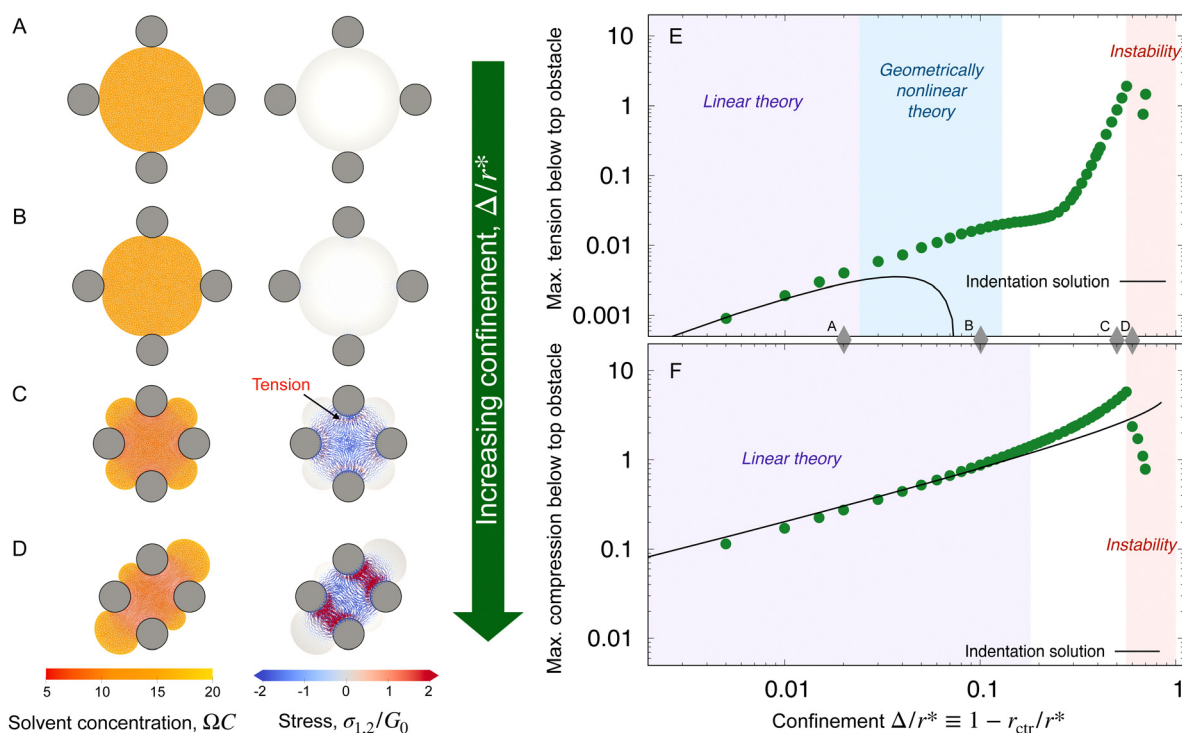 A
B
C
Tension
D
5 10 15 20
Solvent concentration, ΩC
-2 -1 0 1 2
Stress, σ1,2/G0
Increasing confinement, Δ/r*
E
Max. tension below top obstacle
10
1
0.1
0.01
0.001
Linear theory
Geometrically
nonlinear
theory
Instability
Indentation solution
A B C D
F
Max. compression below top obstacle
10
1
0.1
0.01
Linear theory
Instability
Indentation solution
0.01 0.1 1
Confinement Δ/r* ≡ 1 − rctr/r*